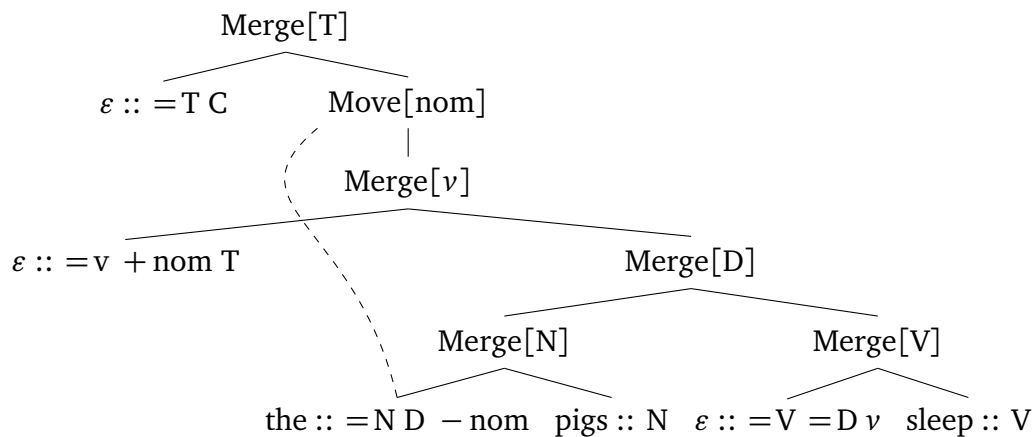 Merge[T]
ε :: =T C Move[nom]
Merge[v]
ε :: =v +nom T Merge[D]
Merge[N] Merge[V]
the :: =N D −nom pigs :: N ε :: =V =D v sleep :: V